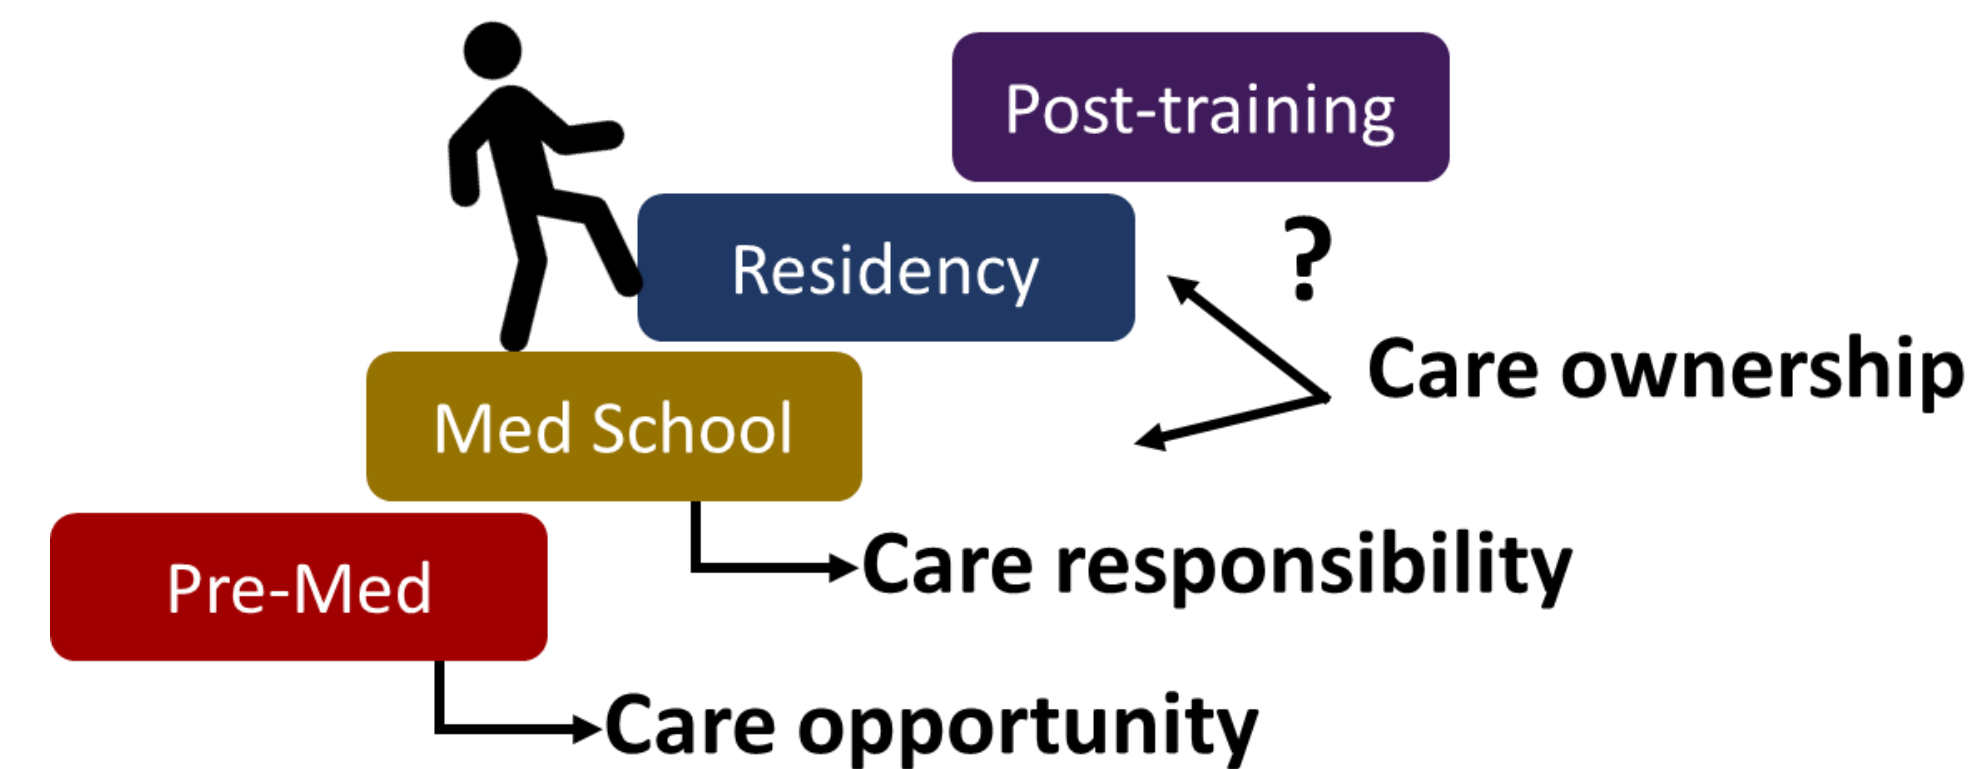 Post-training
Residency
?
Care ownership
Med School
Care responsibility
Pre-Med
Care opportunity